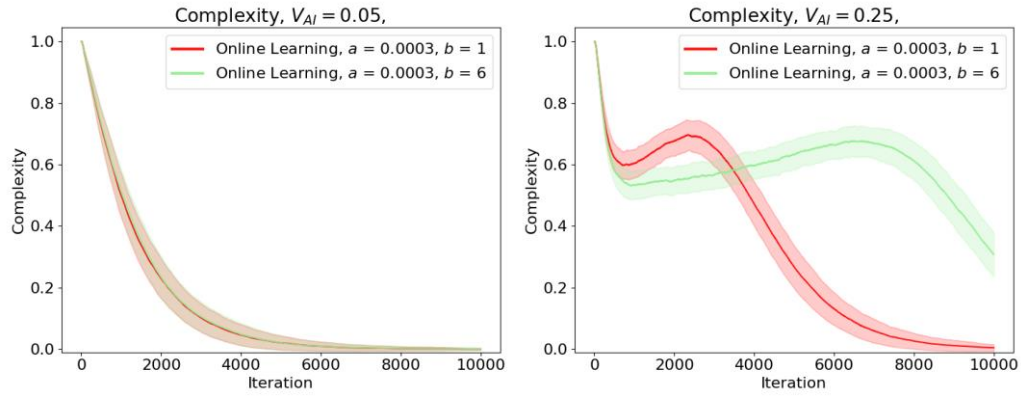 Complexity, V_AI = 0.05,
Online Learning, a = 0.0003, b = 1
Online Learning, a = 0.0003, b = 6
Complexity
1.0
0.8
0.6
0.4
0.2
0.0
0 2000 4000 6000 8000 10000
Iteration
Complexity, V_AI = 0.25,
Online Learning, a = 0.0003, b = 1
Online Learning, a = 0.0003, b = 6
Complexity
1.0
0.8
0.6
0.4
0.2
0.0
0 2000 4000 6000 8000 10000
Iteration